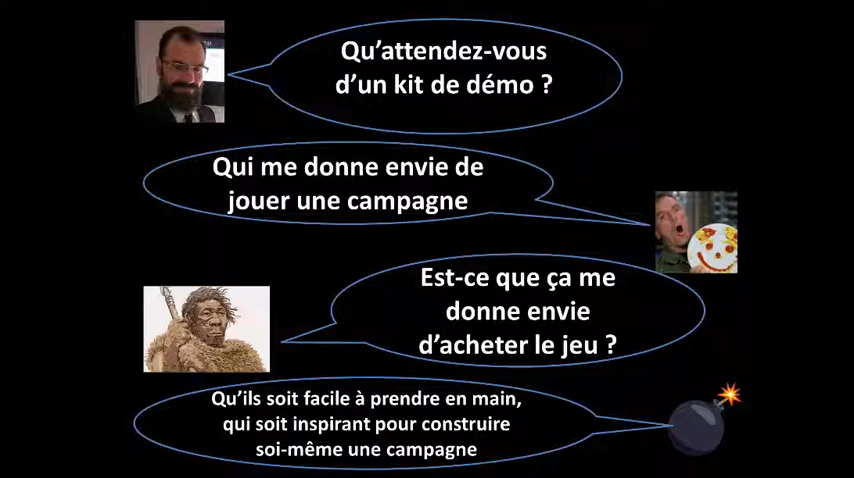 Qu’attendez-vous
d’un kit de démo ?
Qui me donne envie de
jouer une campagne
Est-ce que ça me
donne envie
d’acheter le jeu ?
Qu’ils soit facile à prendre en main,
qui soit inspirant pour construire
soi-même une campagne